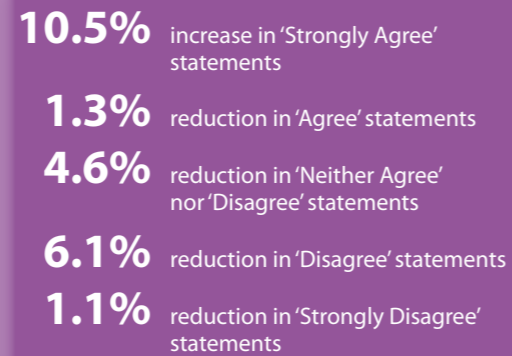 10.5% increase in ‘Strongly Agree’
statements
1.3% reduction in ‘Agree’ statements
4.6% reduction in ‘Neither Agree’
nor ‘Disagree’ statements
6.1% reduction in ‘Disagree’ statements
1.1% reduction in ‘Strongly Disagree’
statements